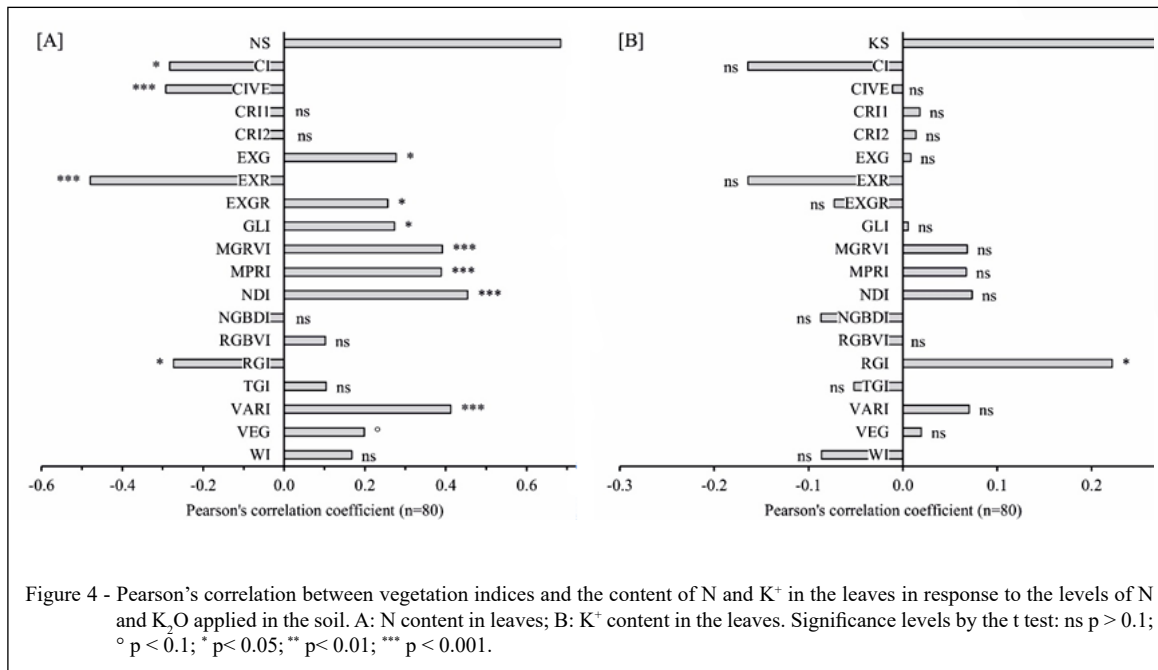 [A]
NS
* CI
*** CIVE
CRI1 ns
CRI2 ns
EXG *
*** EXR
EXGR *
GLI *
MGRVI ***
MPRI ***
NDI ***
NGBDI ns
RGBVI ns
* RGI
TGI ns
VARI ***
VEG °
WI ns
-0.6 -0.4 -0.2 0.0 0.2 0.4 0.6
Pearson's correlation coefficient (n=80)
[B]
KS
ns CI
CIVE ns
CRI1 ns
CRI2 ns
EXG ns
ns EXR
ns EXGR
GLI ns
MGRVI ns
MPRI ns
NDI ns
ns NGBDI
RGBVI ns
RGI *
ns TGI
VARI ns
VEG ns
ns WI
-0.3 -0.2 -0.1 0.0 0.1 0.2
Pearson's correlation coefficient (n=80)
Figure 4 - Pearson's correlation between vegetation indices and the content of N and K⁺ in the leaves in response to the levels of N
and K₂O applied in the soil. A: N content in leaves; B: K⁺ content in the leaves. Significance levels by the t test: ns p > 0.1;
° p < 0.1; * p< 0.05; ** p< 0.01; *** p < 0.001.